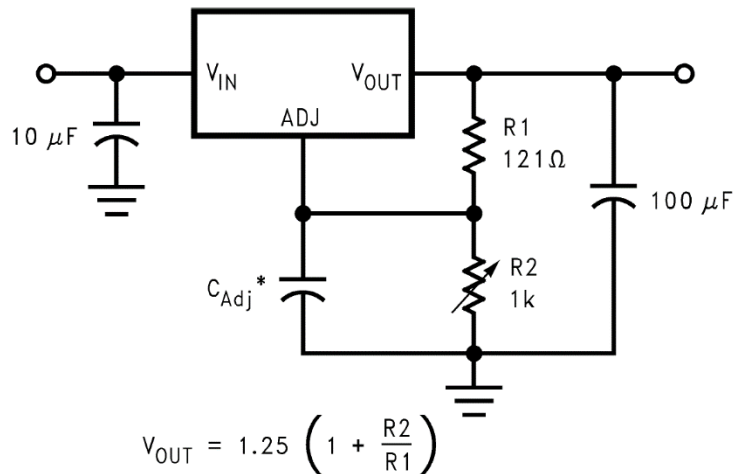 V_IN
V_OUT
ADJ
10 μF
R1
121Ω
100 μF
C_Adj*
R2
1k
V_OUT = 1.25 (1 + R2/R1)